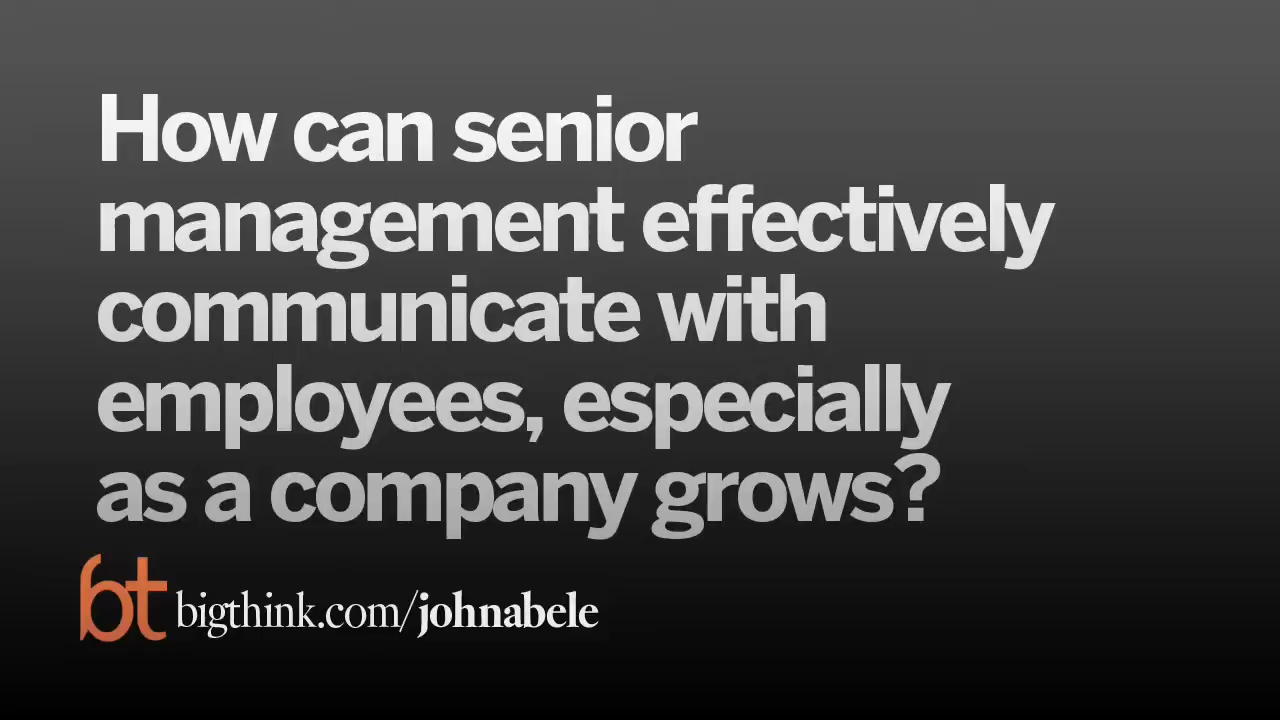 How can senior
management effectively
communicate with
employees, especially
as a company grows?
bt bigthink.com/johnabele